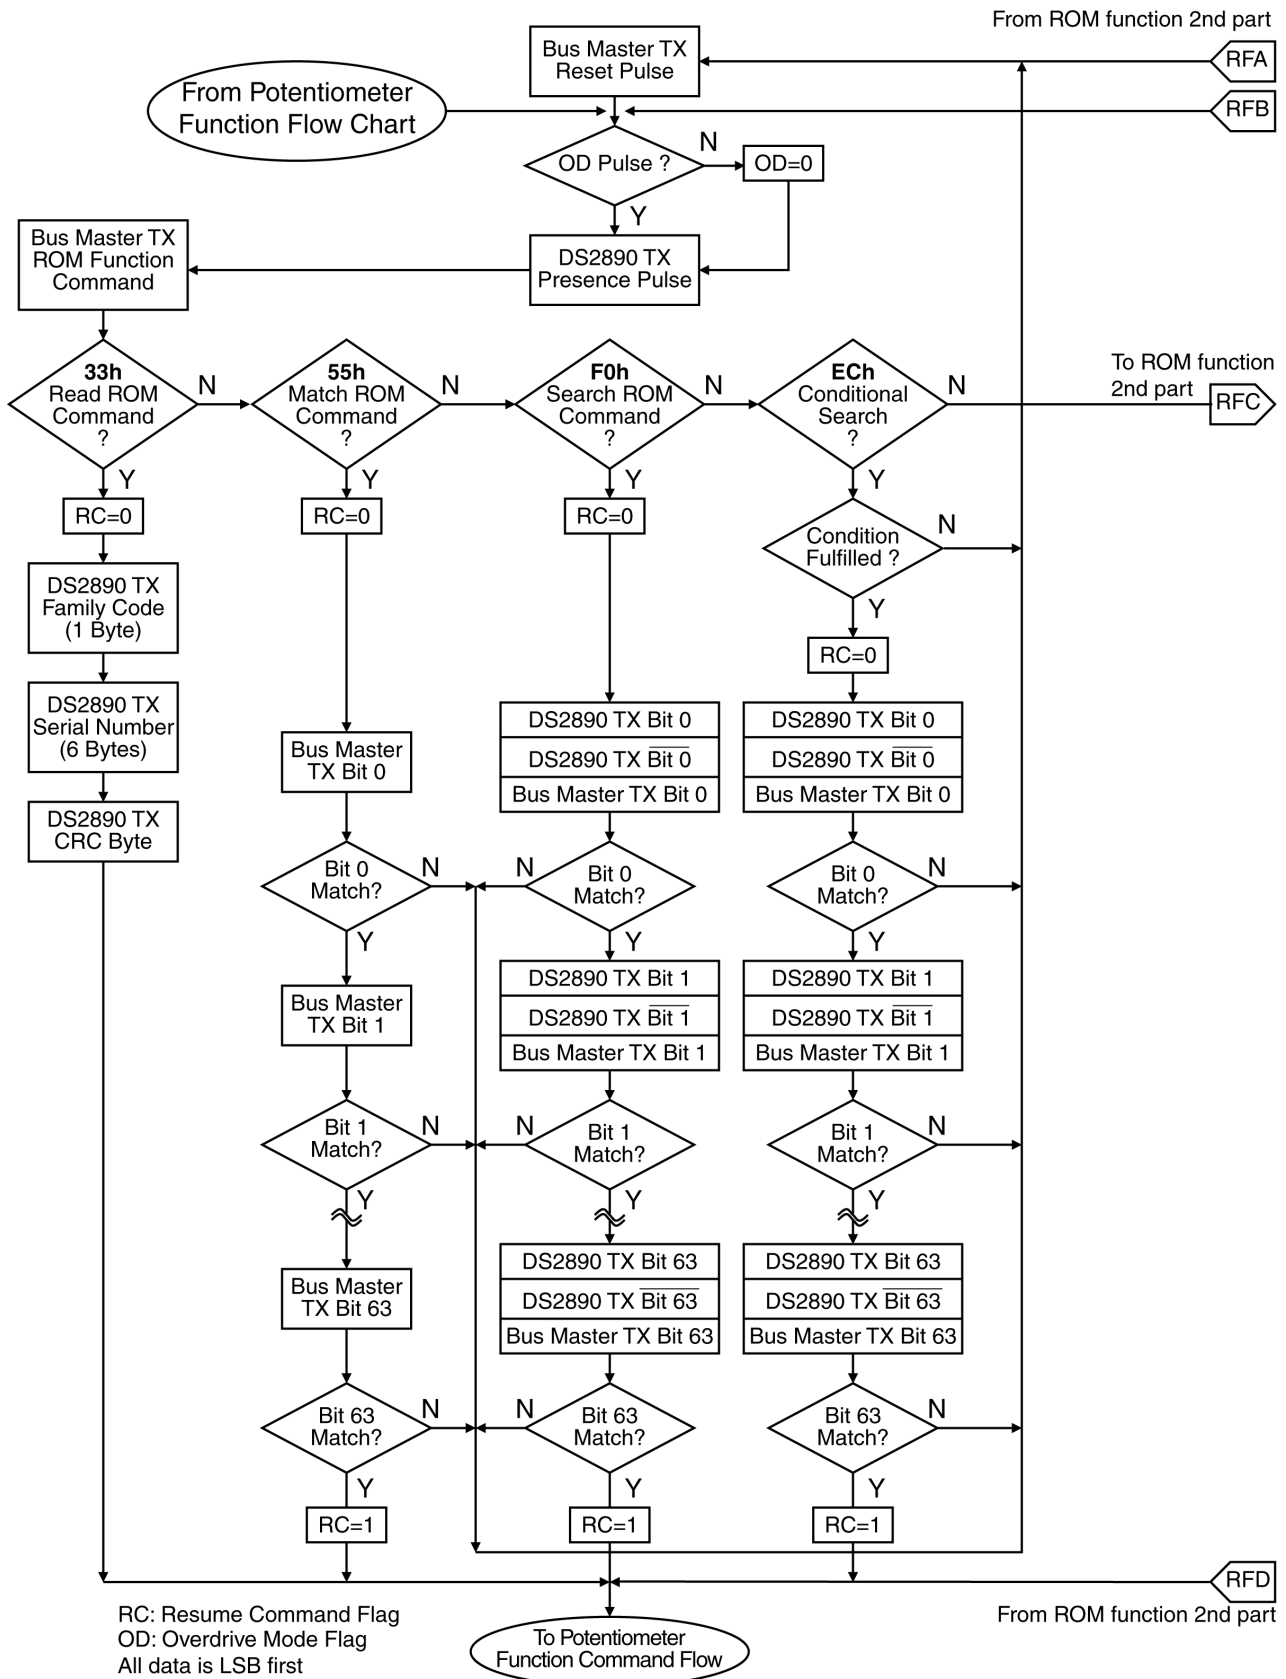 From ROM function 2nd part
Bus Master TX
Reset Pulse
RFA
From Potentiometer
Function Flow Chart
RFB
OD Pulse ?
N
OD=0
Y
Bus Master TX
ROM Function
Command
DS2890 TX
Presence Pulse
33h
Read ROM
Command
?
N
Y
55h
Match ROM
Command
?
N
Y
F0h
Search ROM
Command
?
N
Y
ECh
Conditional
Search
?
N
Y
To ROM function
2nd part
RFC
RC=0
RC=0
RC=0
Condition
Fulfilled ?
N
Y
RC=0
DS2890 TX
Family Code
(1 Byte)
DS2890 TX
Serial Number
(6 Bytes)
DS2890 TX
CRC Byte
Bus Master
TX Bit 0
DS2890 TX Bit 0
DS2890 TX Bit 0
Bus Master TX Bit 0
DS2890 TX Bit 0
DS2890 TX Bit 0
Bus Master TX Bit 0
Bit 0
Match?
N
Y
N
Bit 0
Match?
Y
Bit 0
Match?
N
Y
Bus Master
TX Bit 1
DS2890 TX Bit 1
DS2890 TX Bit 1
Bus Master TX Bit 1
DS2890 TX Bit 1
DS2890 TX Bit 1
Bus Master TX Bit 1
Bit 1
Match?
N
Y
N
Bit 1
Match?
Y
Bit 1
Match?
N
Y
Bus Master
TX Bit 63
DS2890 TX Bit 63
DS2890 TX Bit 63
Bus Master TX Bit 63
DS2890 TX Bit 63
DS2890 TX Bit 63
Bus Master TX Bit 63
Bit 63
Match?
N
Y
N
Bit 63
Match?
Y
Bit 63
Match?
N
Y
RC=1
RC=1
RC=1
RFD
From ROM function 2nd part
RC: Resume Command Flag
OD: Overdrive Mode Flag
All data is LSB first
To Potentiometer
Function Command Flow